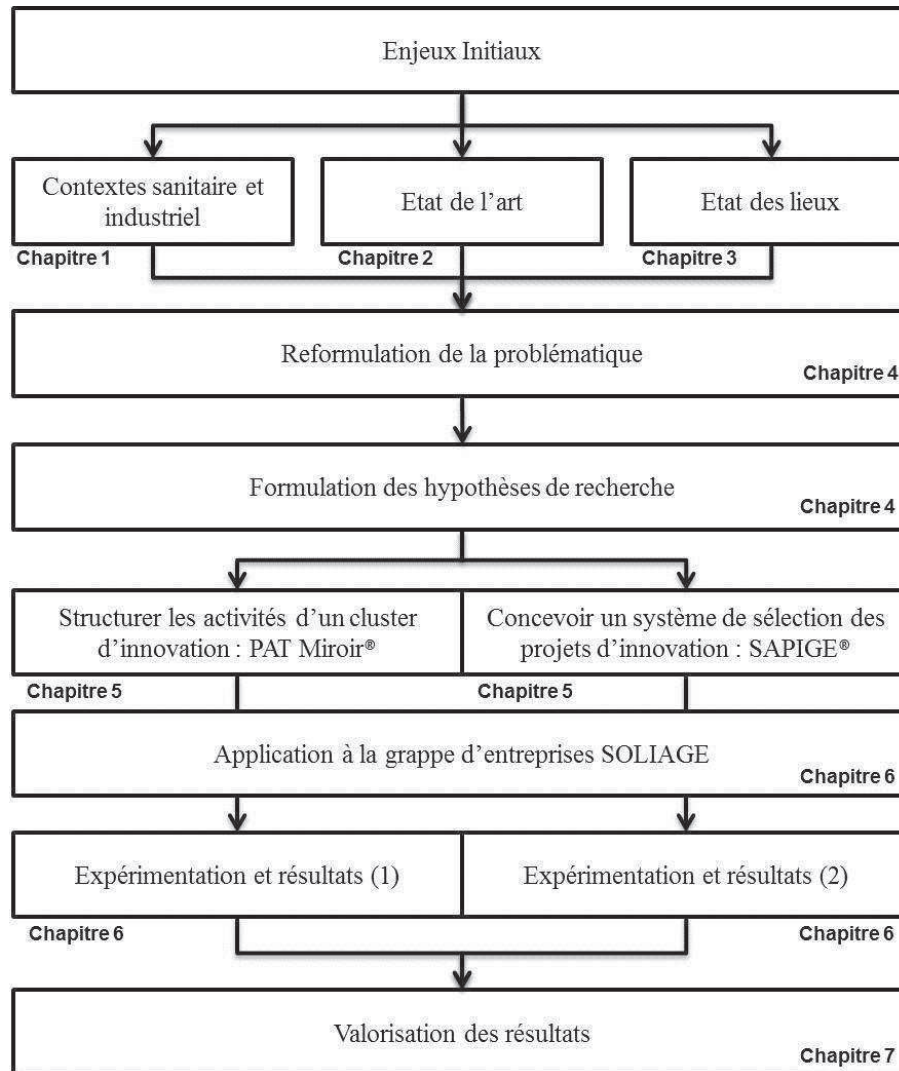 Enjeux Initiaux
Contextes sanitaire et
industriel
Chapitre 1
Etat de l’art
Chapitre 2
Etat des lieux
Chapitre 3
Reformulation de la problématique
Chapitre 4
Formulation des hypothèses de recherche
Chapitre 4
Structurer les activités d’un cluster
d’innovation : PAT Miroir®
Chapitre 5
Concevoir un système de sélection des
projets d’innovation : SAPIGE®
Chapitre 5
Application à la grappe d’entreprises SOLIAGE
Chapitre 6
Expérimentation et résultats (1)
Chapitre 6
Expérimentation et résultats (2)
Chapitre 6
Valorisation des résultats
Chapitre 7